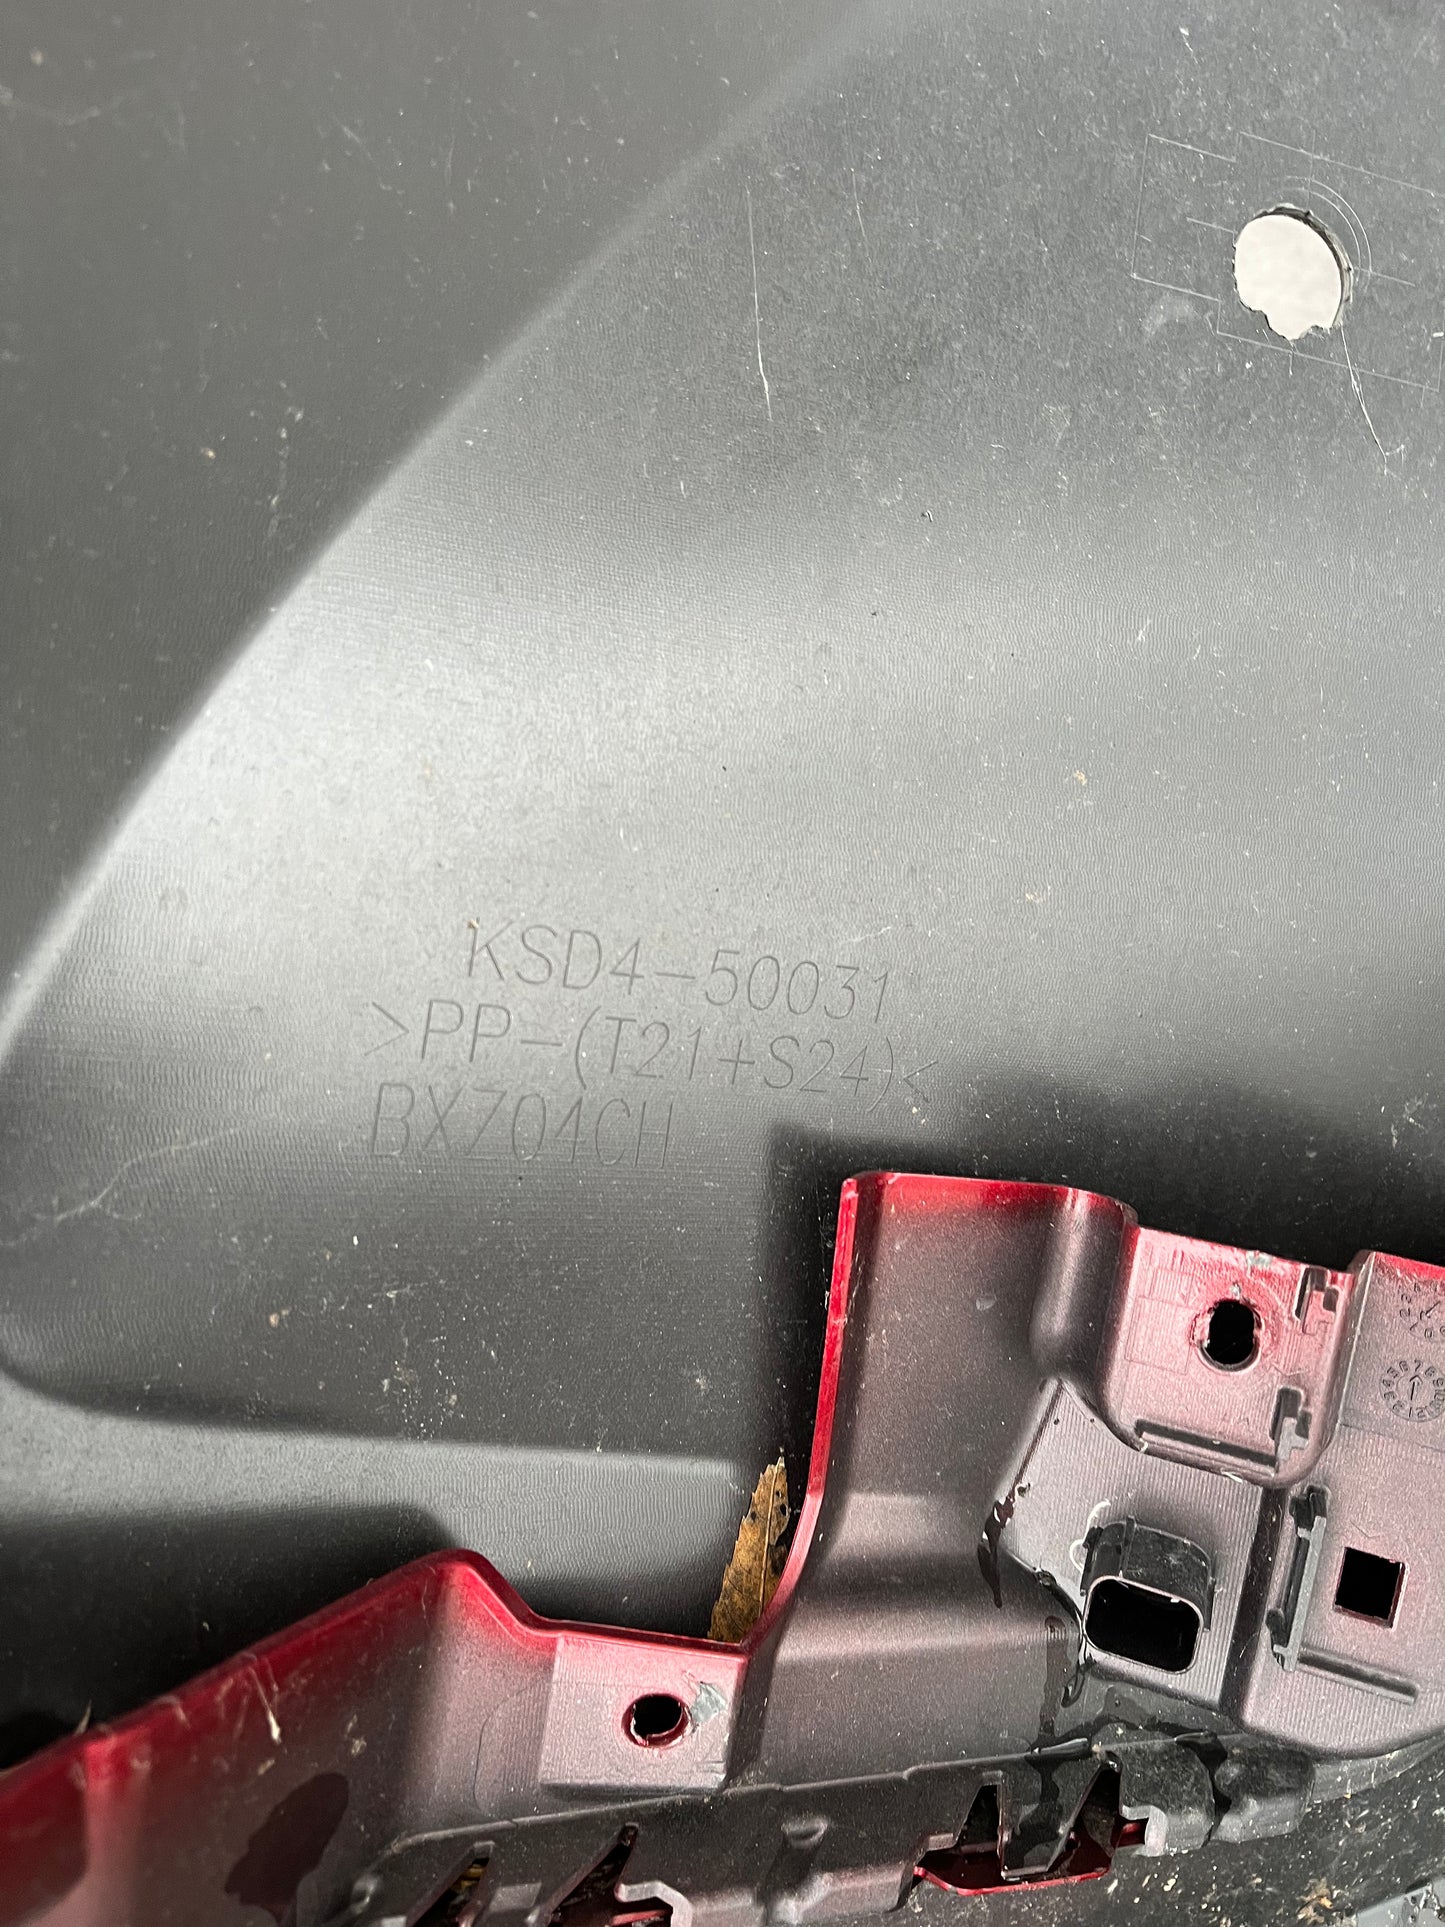 KSD4-50031
>PP-(T21+S24)<
BXZ04CH